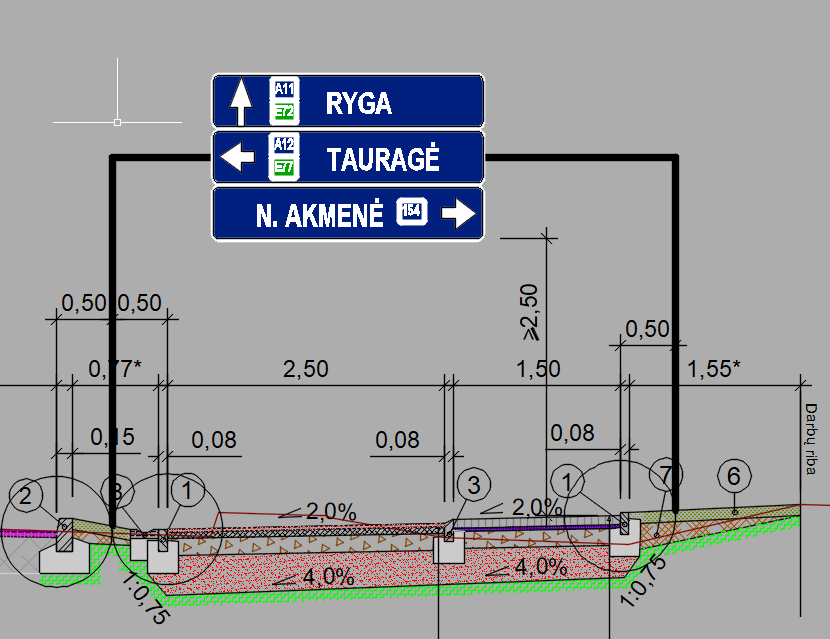 A11
E72
RYGA
A12
E77
TAURAGĖ
N. AKMENĖ 154
≥2,50
0,50 0,50
0,50
0,77* 2,50 1,50 1,55*
0,15 0,08 0,08 0,08
Darbų riba
2 3 1 3 1 7 6
2,0% 2,0%
4,0% 4,0%
1:0,75 1:0,75